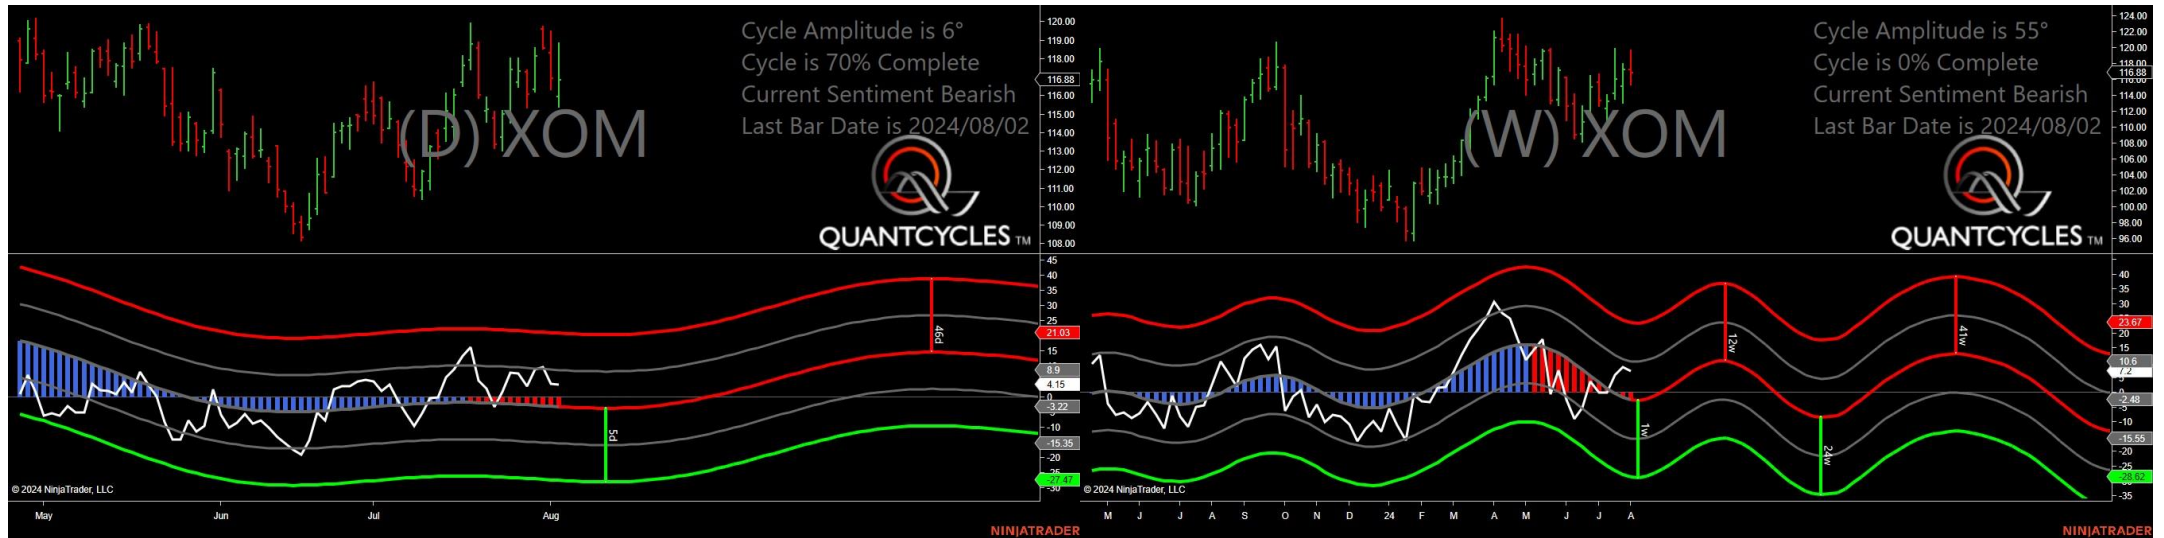 Cycle Amplitude is 6°
Cycle is 70% Complete
Current Sentiment Bearish
Last Bar Date is 2024/08/02
(D) XOM
QUANTCYCLES TM
120.00
119.00
118.00
116.88
116.00
115.00
114.00
113.00
112.00
111.00
110.00
109.00
108.00
45
40
35
30
25
21.03
15
8.9
4.15
0
-3.22
-5
-10
-15.35
-20
-25
-27.47
-30
46d
5d
© 2024 NinjaTrader, LLC
May Jun Jul Aug
NINJATRADER
Cycle Amplitude is 55°
Cycle is 0% Complete
Current Sentiment Bearish
Last Bar Date is 2024/08/02
(W) XOM
QUANTCYCLES TM
124.00
122.00
120.00
118.00
116.88
114.00
112.00
110.00
108.00
106.00
104.00
102.00
100.00
98.00
96.00
40
35
30
23.67
20
15
10.6
7.2
5
-2.48
-5
-10
-15.55
-20
-25
-28.62
-35
12w
41w
1w
24w
© 2024 NinjaTrader, LLC
M J J A S O N D 24 F M A M J J A
NINJATRADER